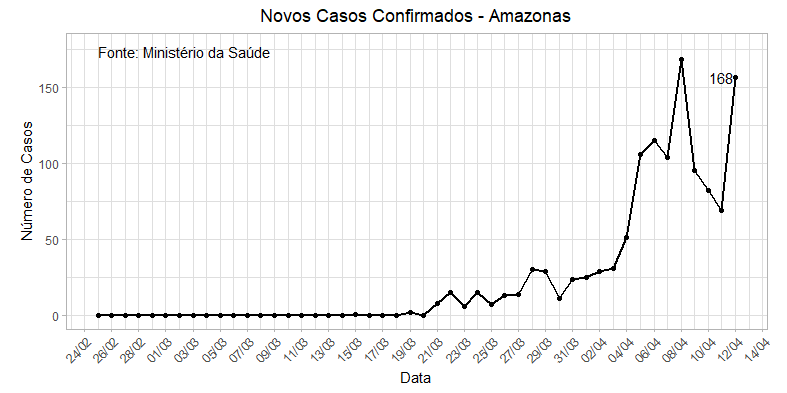 Novos Casos Confirmados - Amazonas
Fonte: Ministério da Saúde
168
150
100
50
0
Número de Casos
24/02 26/02 28/02 01/03 03/03 05/03 07/03 09/03 11/03 13/03 15/03 17/03 19/03 21/03 23/03 25/03 27/03 29/03 31/03 02/04 04/04 06/04 08/04 10/04 12/04 14/04
Data